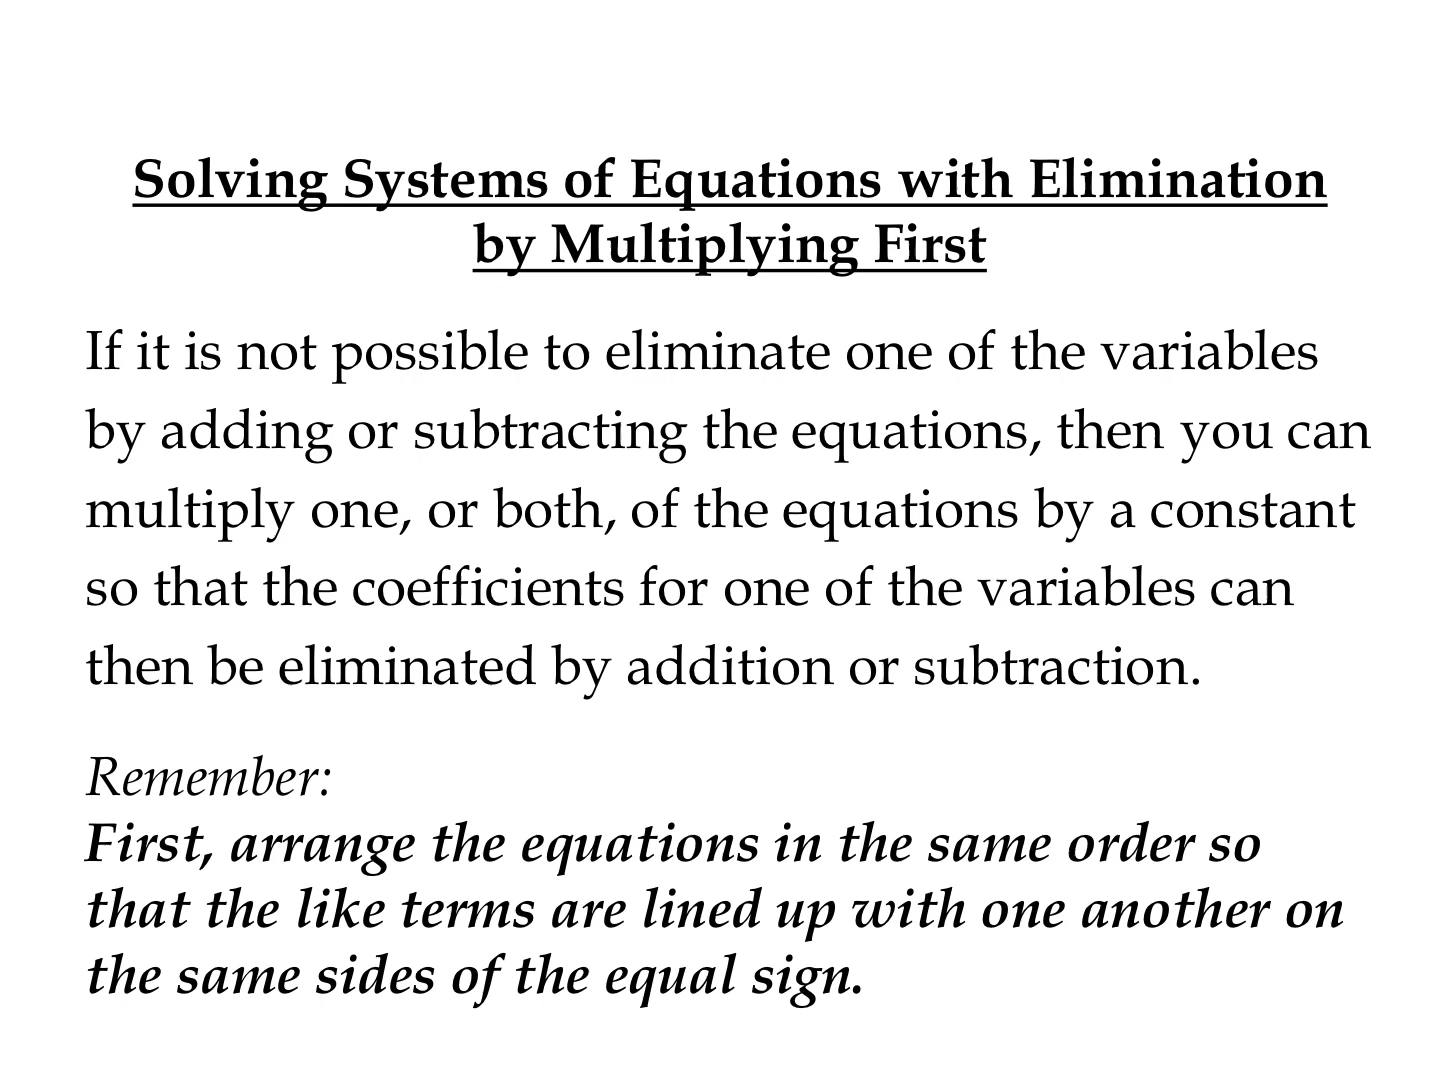 Solving Systems of Equations with Elimination
by Multiplying First
If it is not possible to eliminate one of the variables
by adding or subtracting the equations, then you can
multiply one, or both, of the equations by a constant
so that the coefficients for one of the variables can
then be eliminated by addition or subtraction.
Remember:
First, arrange the equations in the same order so
that the like terms are lined up with one another on
the same sides of the equal sign.